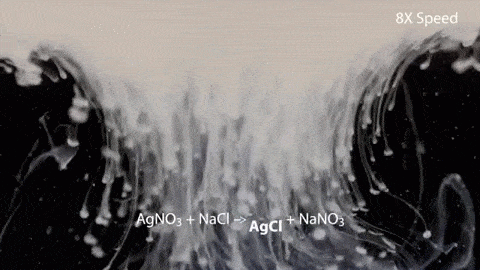 8X Speed
AgNO₃ + NaCl → AgCl + NaNO₃